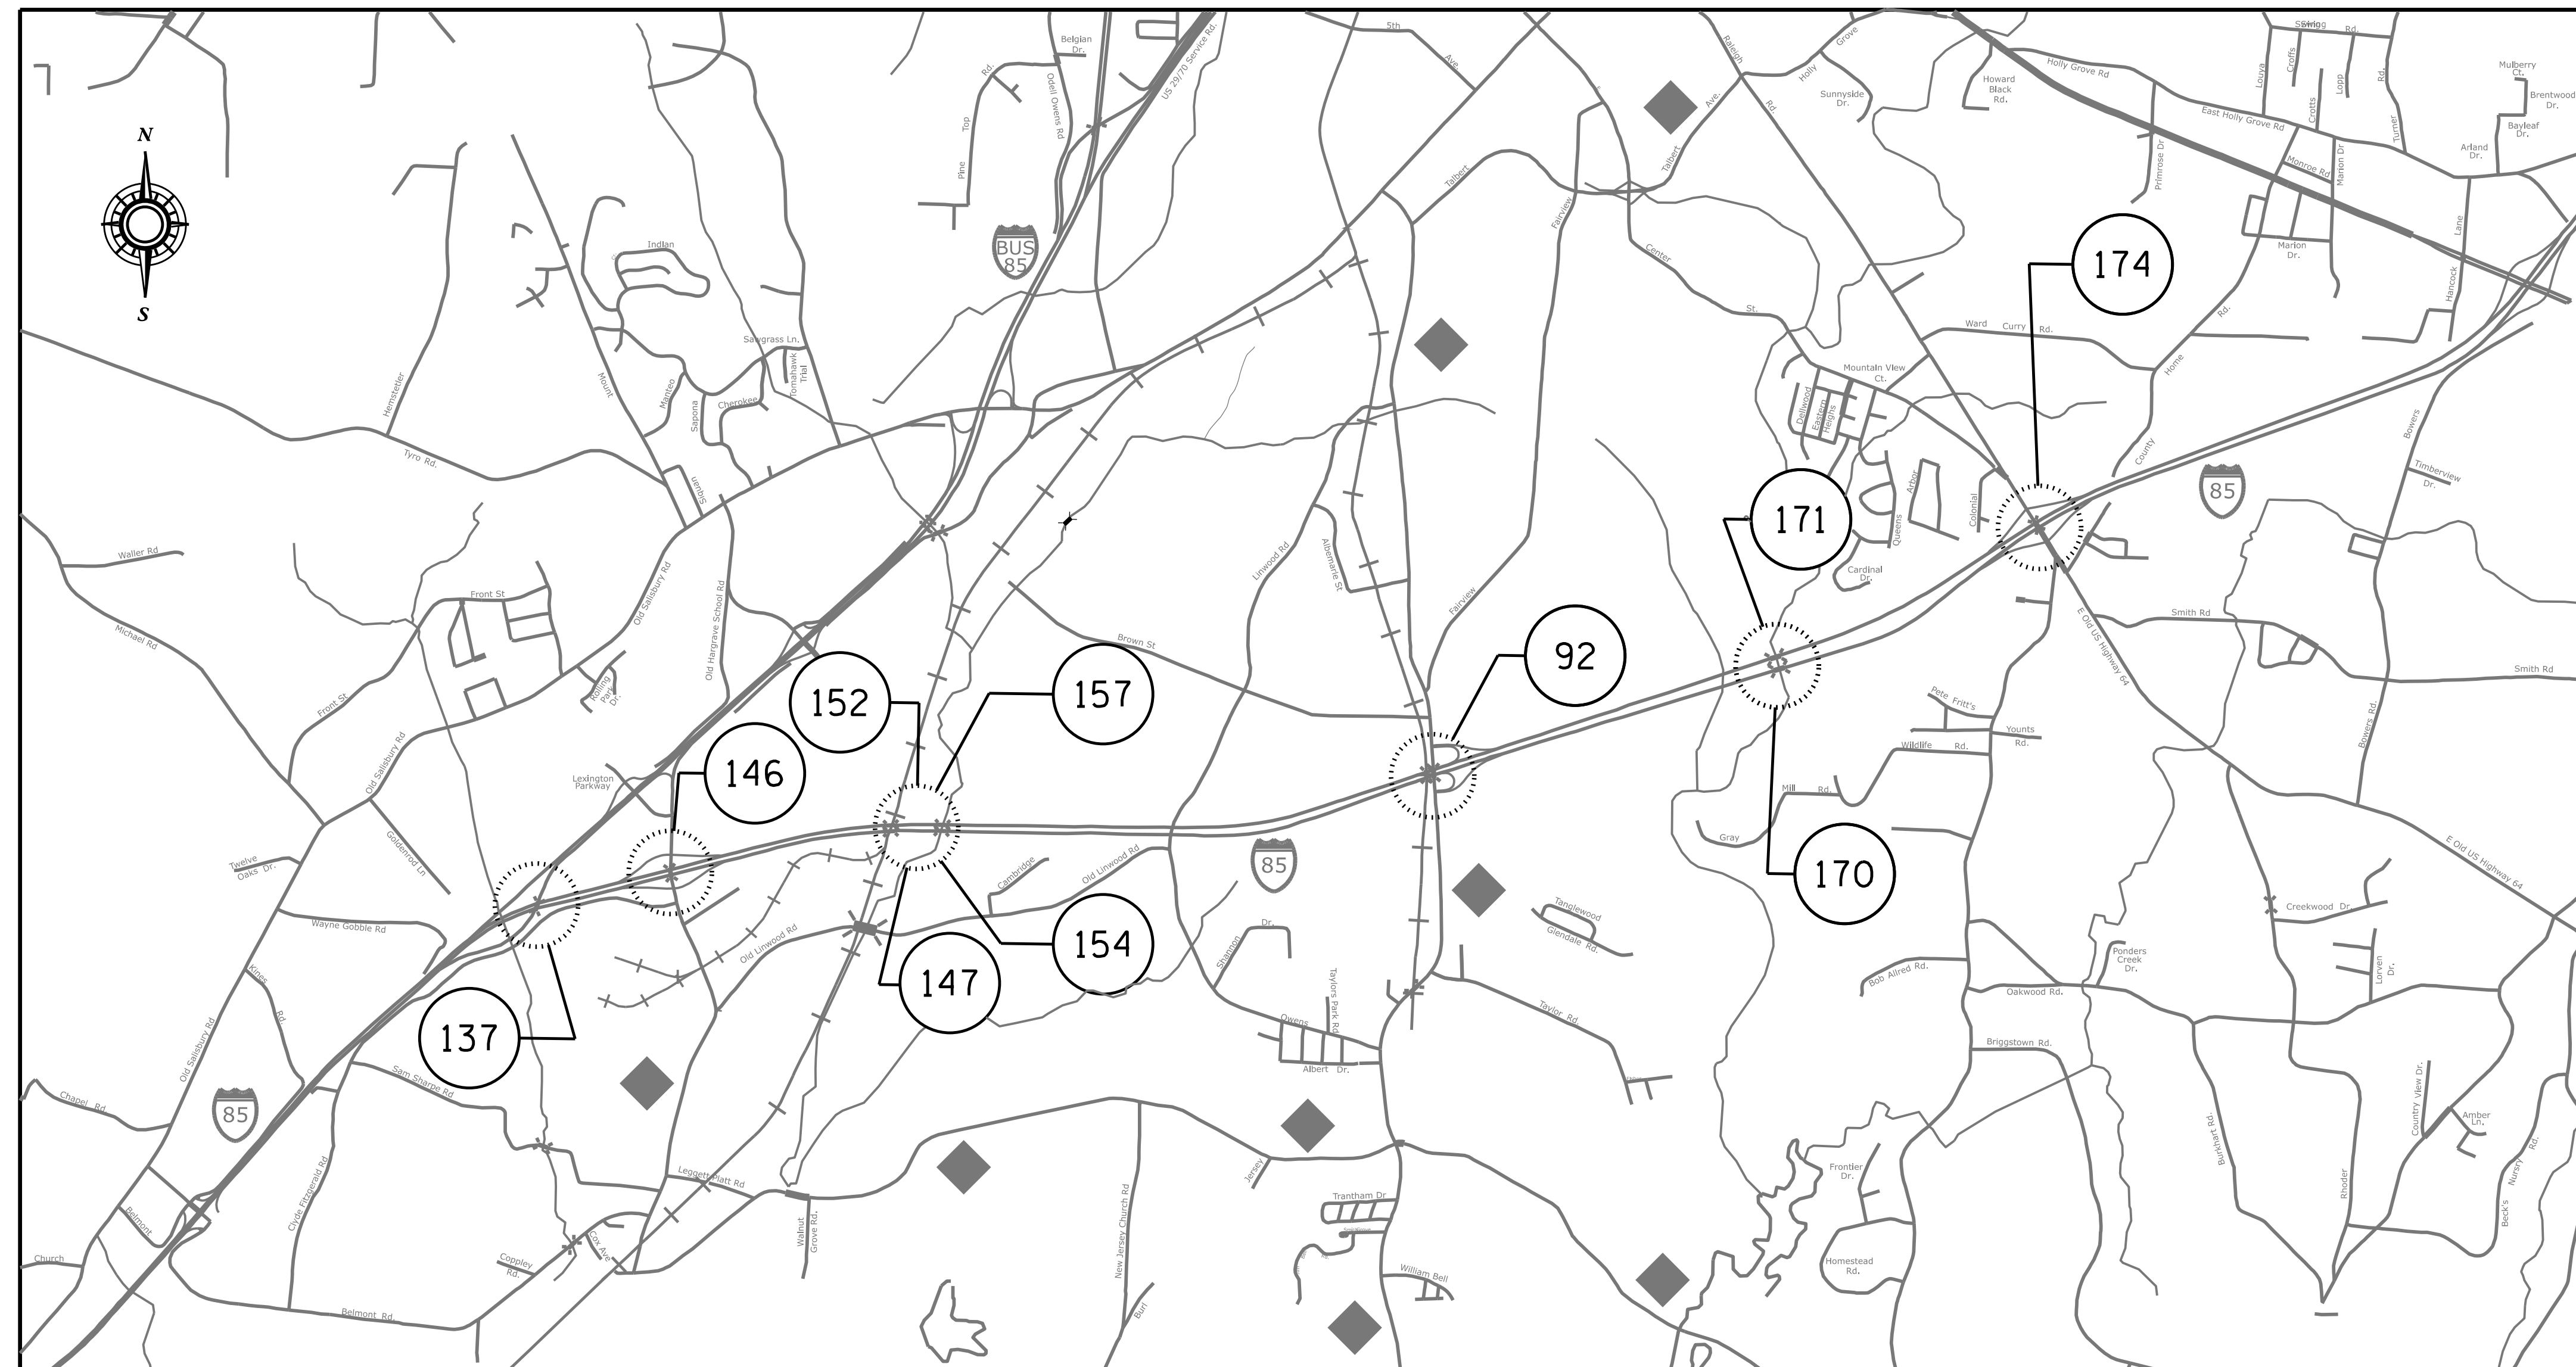 N
S
5th
Ave
Belgian
Dr.
US 29/70 Service Rd.
Odell Owens Rd
Pine
Top
Rd.
BUS
85
Raleigh
Rd.
Holly
Grove
Sunnyside
Dr.
Howard
Black
Rd.
Holly Grove Rd
East Holly Grove Rd
Swing
Rd.
Louya
Croffs
Crotts
Lopp
Turner
Rd.
Mulberry
Ct.
Brentwood
Dr.
Bayleaf
Dr.
Arland
Dr.
Primrose Dr
Monroe Rd
Marion Dr
Marion
Dr.
Hancock
Lane
Talbert
Talbert
Ave.
Fairview
Center
St.
174
Ward
Curry
Rd.
County
Home
Rd.
Indian
Sawgrass Ln.
Tomahawk
Trial
Mount
Manteo
Sapona
Cherokee
Hemstetler
Tyro Rd.
Siquan
Mountain View
Ct.
Dellwood
Eastern
Heighs
Queens
Arbor
Colonial
Cardinal
Dr.
171
85
Bowers
Timberview
Dr.
Waller Rd
Michael Rd
Front St
Front St
Old Salisbury Rd
Old Salisbury Rd
Old Hargrave School Rd
Rolling
Park
Dr.
Linwood Rd
Albemarle St
Fairview
Brown St
92
E Old US Highway 64
Smith Rd
Smith Rd
Bowers Rd.
152
157
146
Lexington
Parkway
Goldenrod Ln
Twelve
Oaks Dr.
Pete Fritt's
Younts
Rd.
Wildlife
Rd.
Mill
Rd.
Gray
85
170
E Old US Highway 64
Cambridge
Old Linwood Rd
Old Linwood Rd
Wayne Gobble Rd
Kines
Rd.
Old Salisbury Rd
137
147
154
Shannon
Dr.
Taylors Park Rd
Owens
Albert Dr.
Tanglewood
Glendale Rd.
Taylor Rd
Bob Allred Rd.
Oakwood Rd.
Ponders
Creek
Dr.
Creekwood Dr.
Lorven
Dr.
Briggstown Rd.
Chapel Rd
85
Sam Sharpe Rd
Clyde Fitzgerald Rd
Leggett Platt Rd
Walnut
Grove Rd.
New Jersey Church Rd
Jersey
Trantham Dr
William Bell
Burl
Frontier
Dr.
Homestead
Rd.
Burkhart Rd.
Rhoder
Country View Dr.
Amber
Ln.
Beck's
Nursry
Rd.
Belmont
Church
Coppley
Rd.
Cox Ave
Belmont Rd.